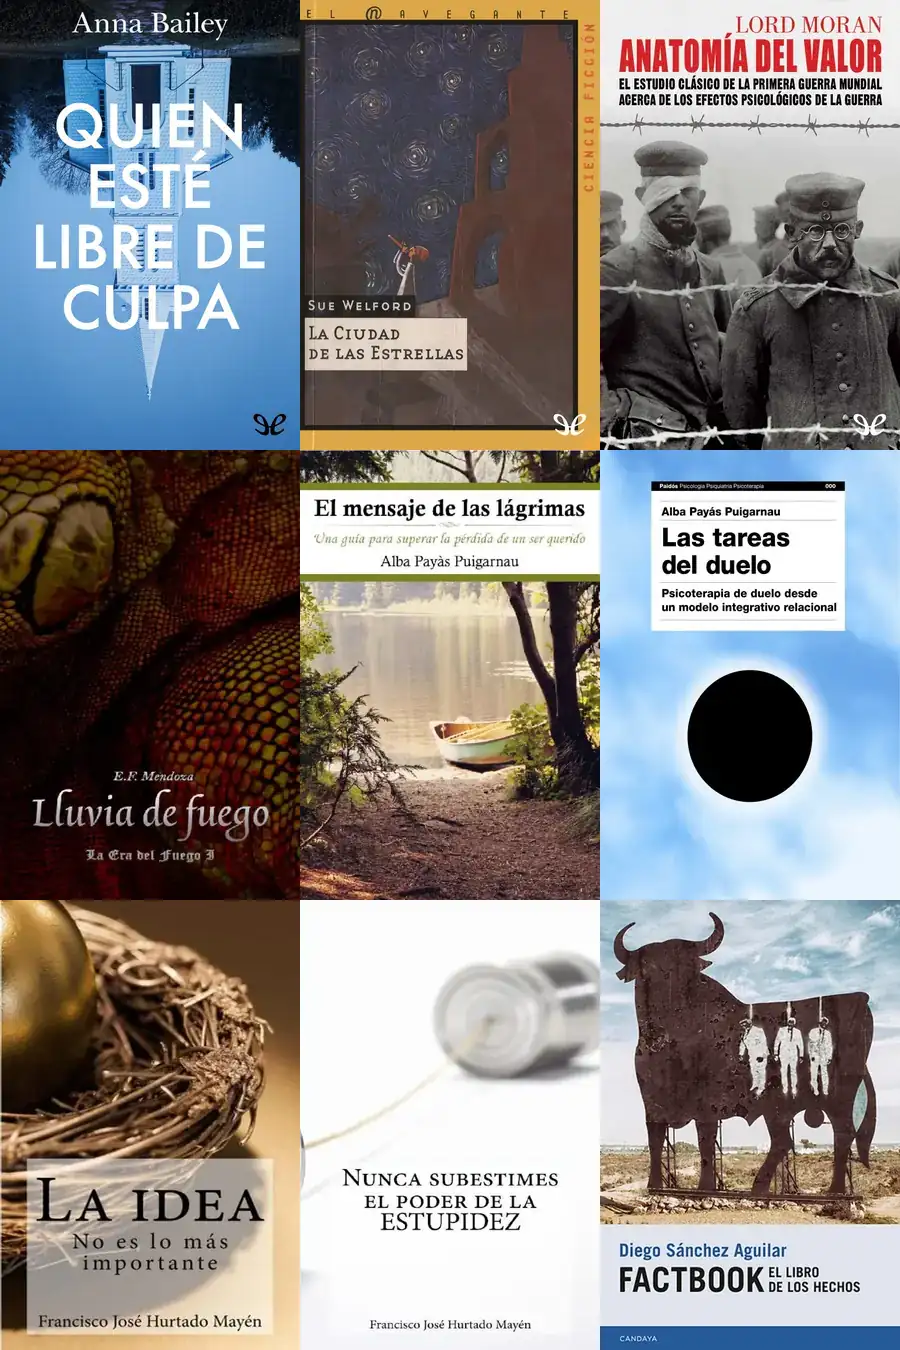 Anna Bailey
QUIEN
ESTÉ
LIBRE DE
CULPA
EL NAVEGANTE
CIENCIA FICCIÓN
SUE WELFORD
LA CIUDAD
DE LAS ESTRELLAS
LORD MORAN
ANATOMÍA DEL VALOR
EL ESTUDIO CLÁSICO DE LA PRIMERA GUERRA MUNDIAL
ACERCA DE LOS EFECTOS PSICOLÓGICOS DE LA GUERRA
E.F. Mendoza
Lluvia de fuego
La Era del Fuego I
El mensaje de las lágrimas
Una guía para superar la pérdida de un ser querido
Alba Payàs Puigarnau
Paidós Psicología Psiquiatría Psicoterapia 000
Alba Payás Puigarnau
Las tareas
del duelo
Psicoterapia de duelo desde
un modelo integrativo relacional
LA IDEA
No es lo más
importante
Francisco José Hurtado Mayén
NUNCA SUBESTIMES
EL PODER DE LA
ESTUPIDEZ
Francisco José Hurtado Mayén
Diego Sánchez Aguilar
FACTBOOK EL LIBRO
DE LOS HECHOS
CANDAYA